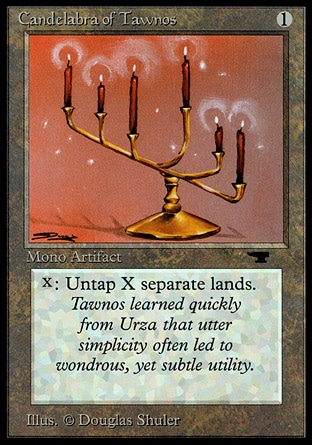 Candelabra of Tawnos 1
Mono Artifact
X: Untap X separate lands.
Tawnos learned quickly
from Urza that utter
simplicity often led to
wondrous, yet subtle utility.
Illus. © Douglas Shuler